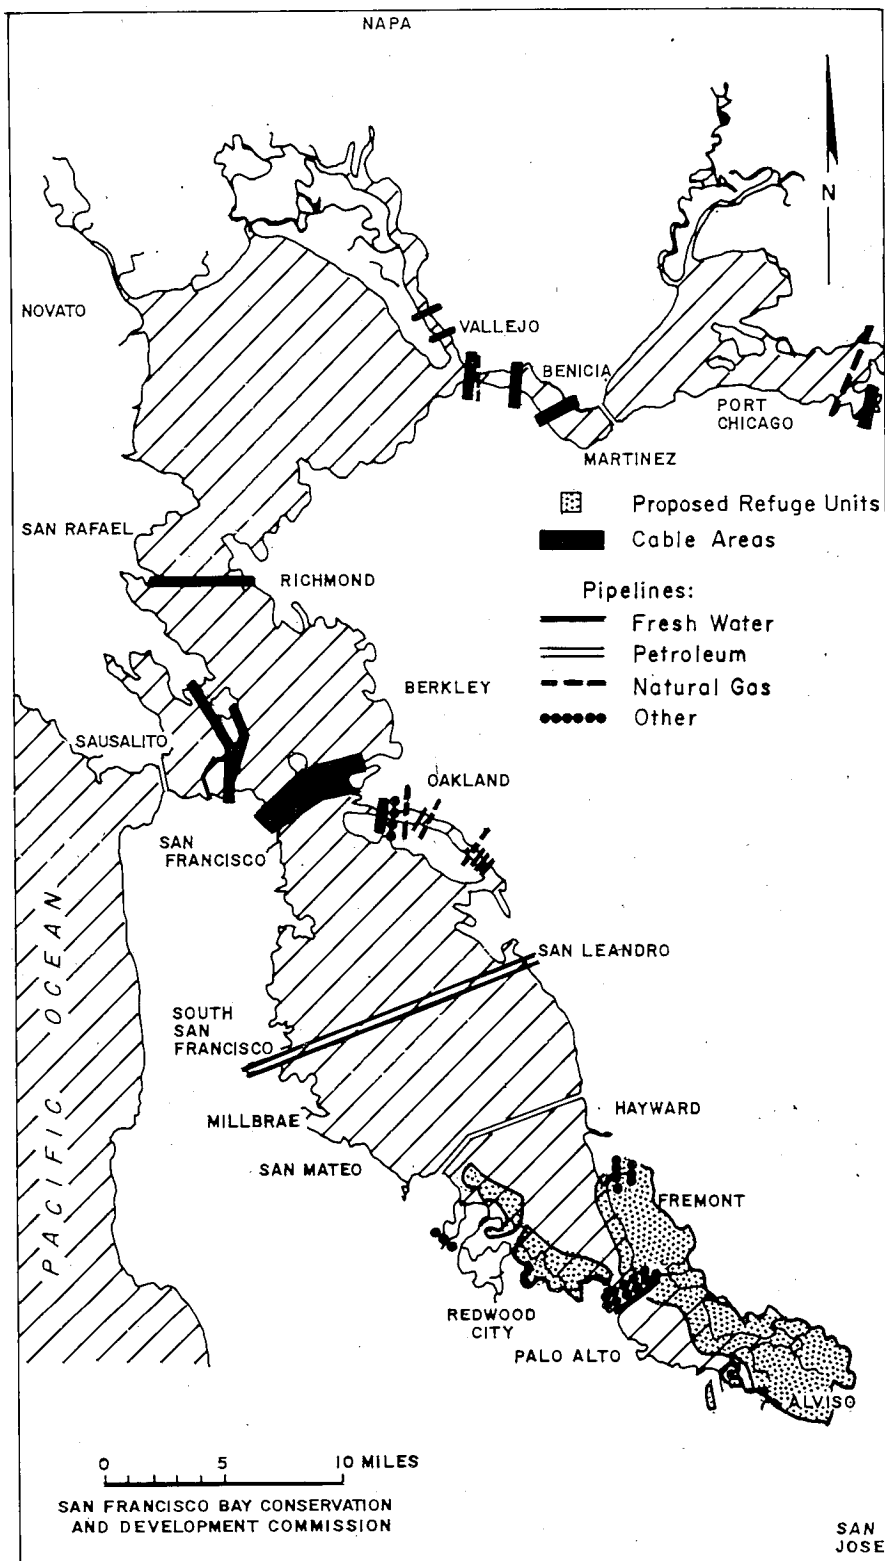 NAPA
N
NOVATO
VALLEJO
BENICIA
PORT
CHICAGO
MARTINEZ
SAN RAFAEL
Proposed Refuge Units
Cable Areas
RICHMOND
Pipelines:
Fresh Water
Petroleum
Natural Gas
Other
BERKLEY
SAUSALITO
OAKLAND
SAN
FRANCISCO
PACIFIC OCEAN
SAN LEANDRO
SOUTH
SAN
FRANCISCO
MILLBRAE
HAYWARD
SAN MATEO
FREMONT
REDWOOD
CITY
PALO ALTO
ALVISO
0 5 10 MILES
SAN FRANCISCO BAY CONSERVATION
AND DEVELOPMENT COMMISSION
SAN
JOSE